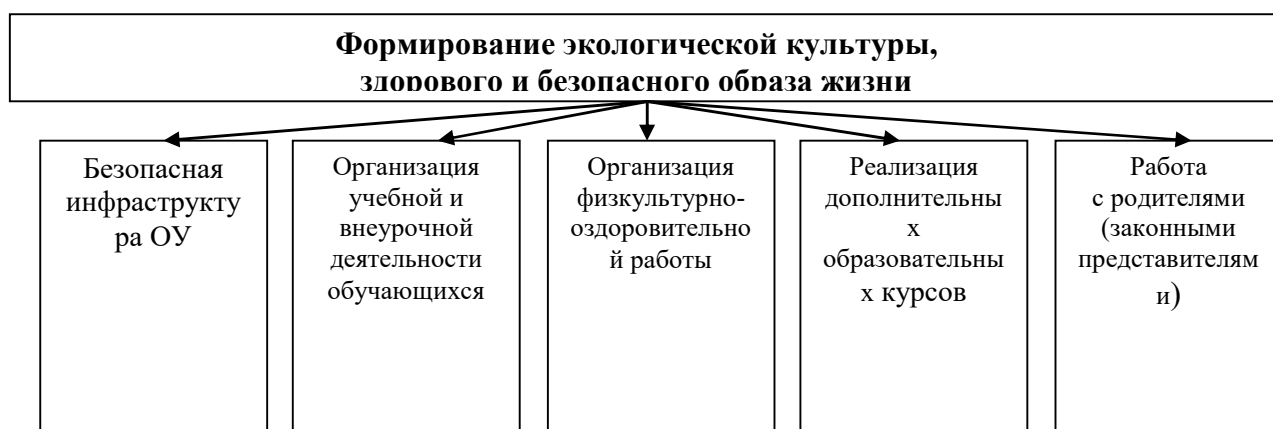 Формирование экологической культуры,
здорового и безопасного образа жизни
Безопасная
инфраструкту
ра ОУ
Организация
учебной и
внеурочной
деятельности
обучающихся
Организация
физкультурно-
оздоровительно
й работы
Реализация
дополнительны
х
образовательны
х курсов
Работа
с родителями
(законными
представителям
и)